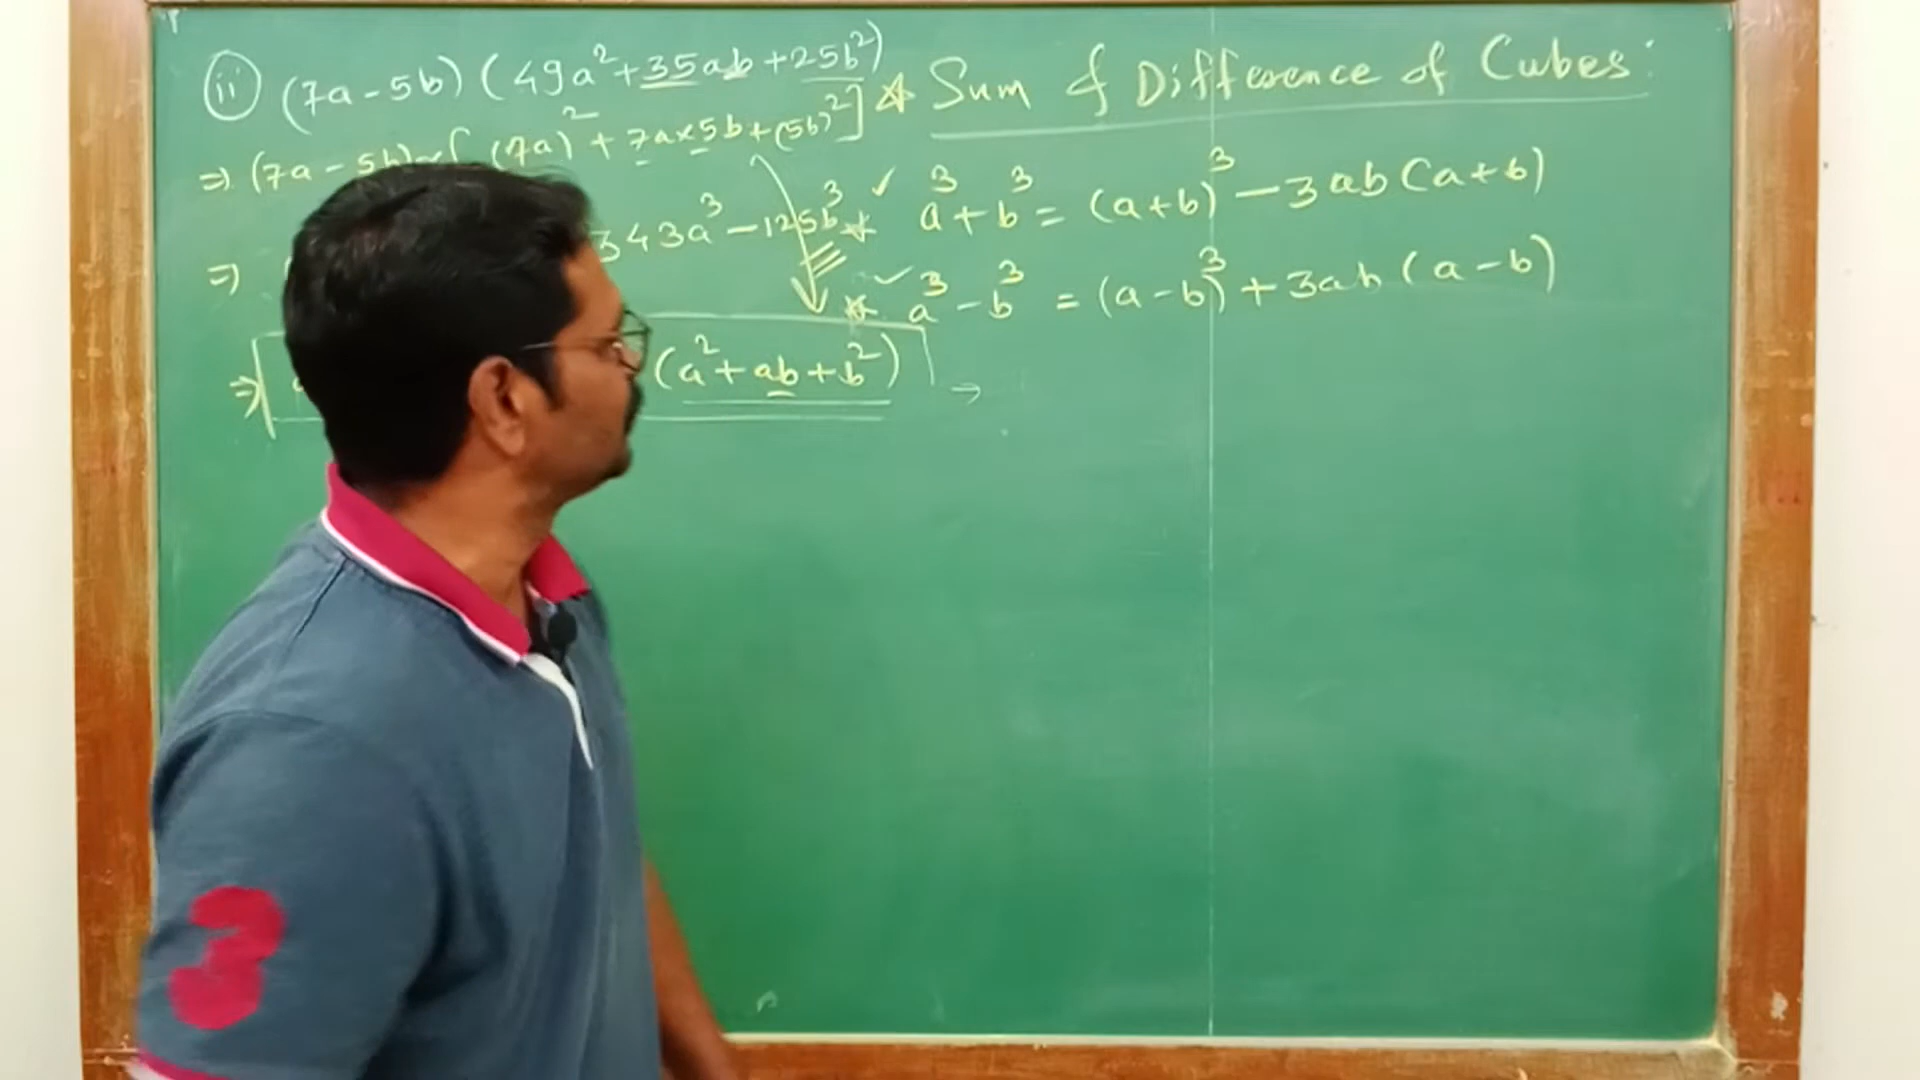 ii (7a-5b) (49a²+35ab+25b²)
⇒ (7a-5b) [(7a)²+7a×5b+(5b)²]
⇒ 343a³-125b³
⇒ (a²+ab+b²) →
☆ Sum & Difference of Cubes:
✓ * a³+b³ = (a+b)³-3ab(a+b)
✓ * a³-b³ = (a-b)³+3ab(a-b)
3